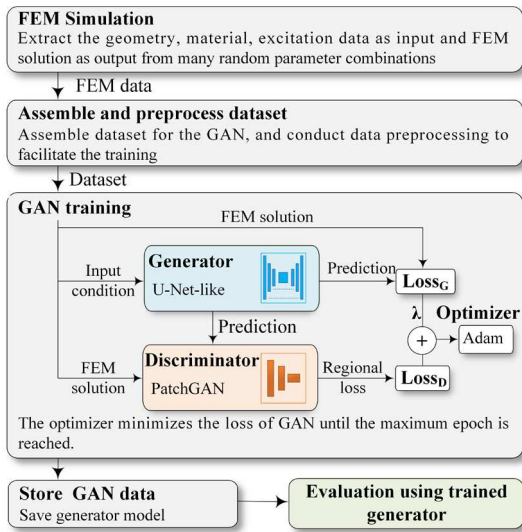 FEM Simulation
Extract the geometry, material, excitation data as input and FEM
solution as output from many random parameter combinations
FEM data
Assemble and preprocess dataset
Assemble dataset for the GAN, and conduct data preprocessing to
facilitate the training
Dataset
GAN training
FEM solution
Input
condition
Generator
U-Net-like
Prediction
Loss_G
Prediction
λ
Optimizer
+
Adam
FEM
solution
Discriminator
PatchGAN
Regional
loss
Loss_D
The optimizer minimizes the loss of GAN until the maximum epoch is
reached.
Store GAN data
Save generator model
Evaluation using trained
generator